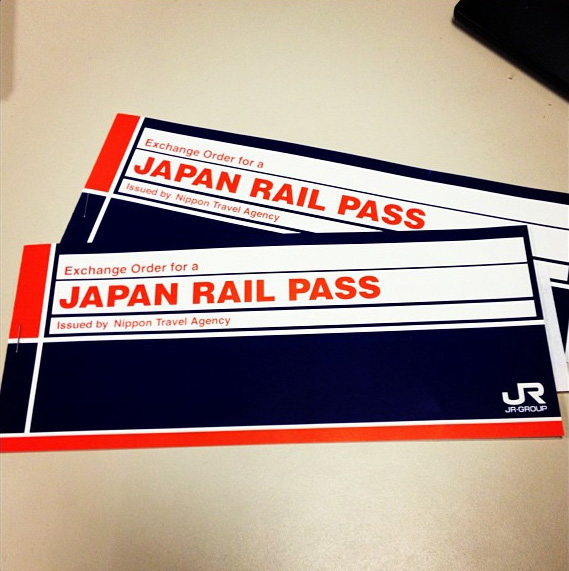 Exchange Order for a
JAPAN RAIL PASS
Issued by Nippon Travel Agency
Exchange Order for a
JAPAN RAIL PASS
Issued by Nippon Travel Agency
JR
JR-GROUP